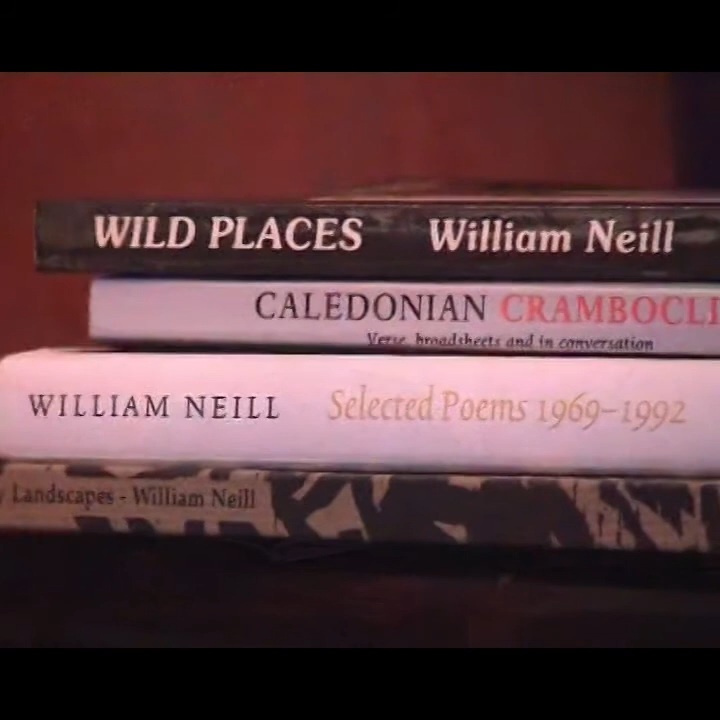 WILD PLACES William Neill
CALEDONIAN CRAMBOCLI
Verse, broadsheets and in conversation
WILLIAM NEILL Selected Poems 1969-1992
Landscapes - William Neill